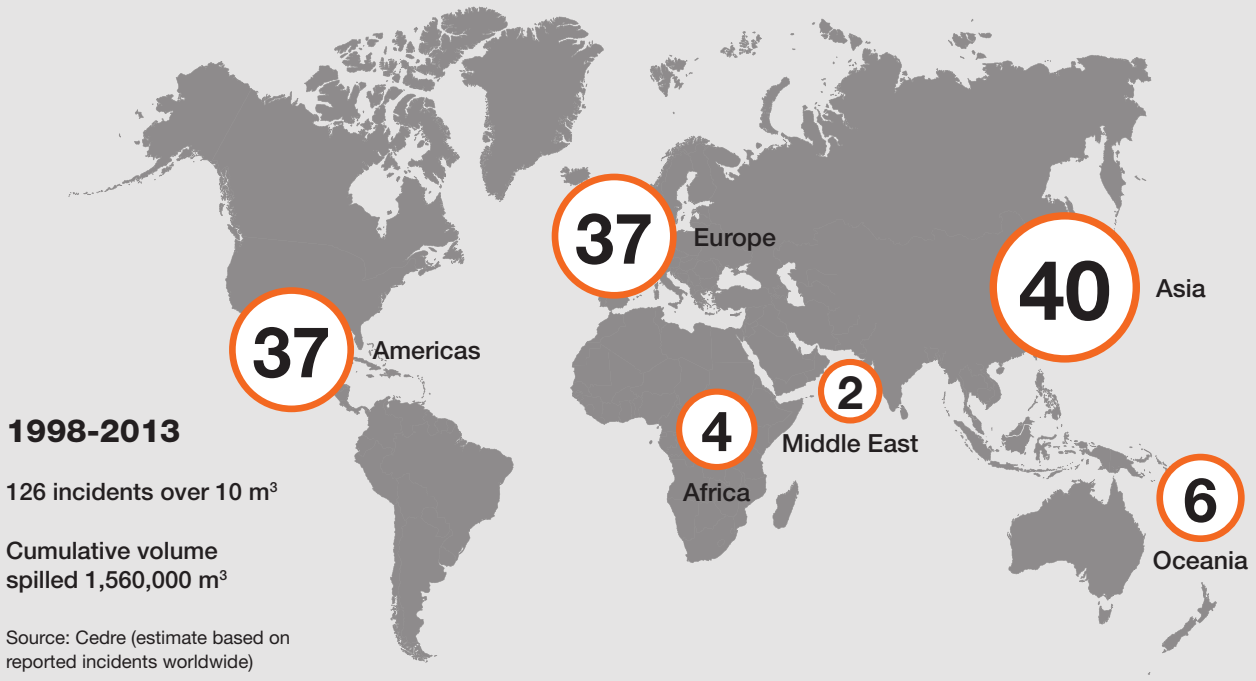 37
Europe
40
Asia
37
Americas
2
Middle East
4
Africa
6
Oceania
1998-2013
126 incidents over 10 m³
Cumulative volume
spilled 1,560,000 m³
Source: Cedre (estimate based on
reported incidents worldwide)